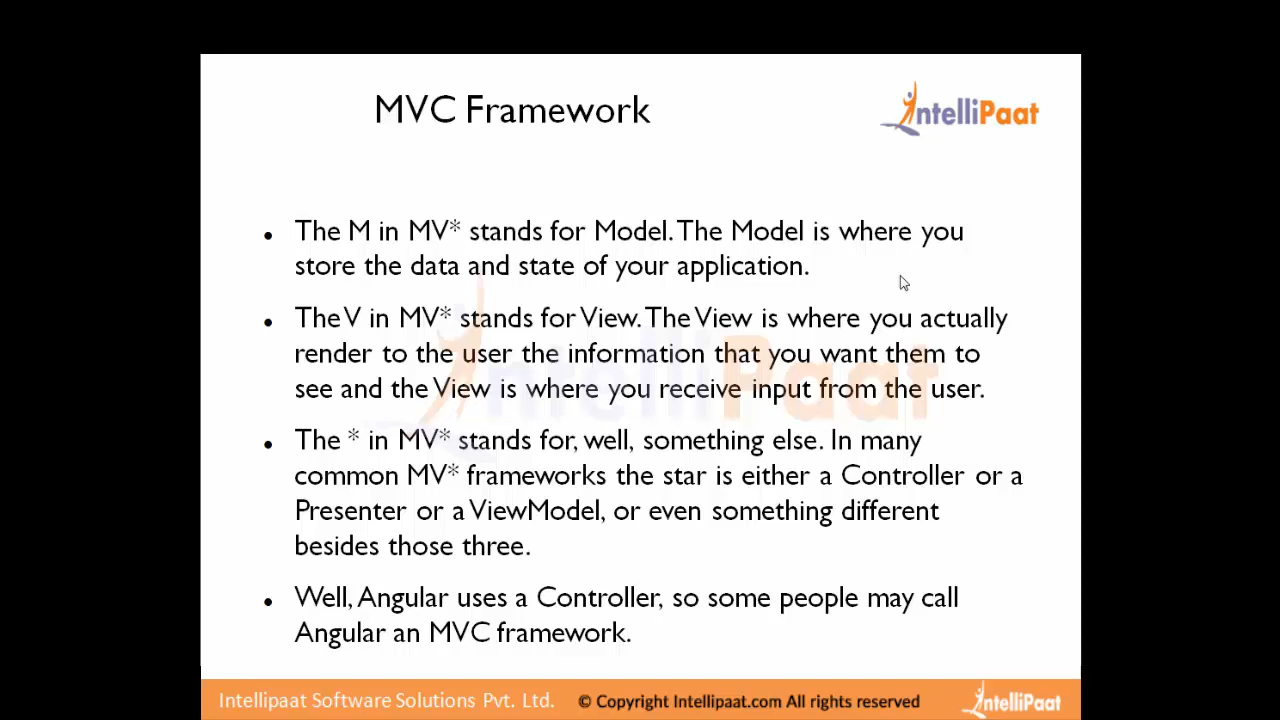 MVC Framework
IntelliPaat
• The M in MV* stands for Model. The Model is where you
store the data and state of your application.
• The V in MV* stands for View. The View is where you actually
render to the user the information that you want them to
see and the View is where you receive input from the user.
• The * in MV* stands for, well, something else. In many
common MV* frameworks the star is either a Controller or a
Presenter or a ViewModel, or even something different
besides those three.
• Well, Angular uses a Controller, so some people may call
Angular an MVC framework.
IntelliPaat
Intellipaat Software Solutions Pvt. Ltd. © Copyright Intellipaat.com All rights reserved IntelliPaat